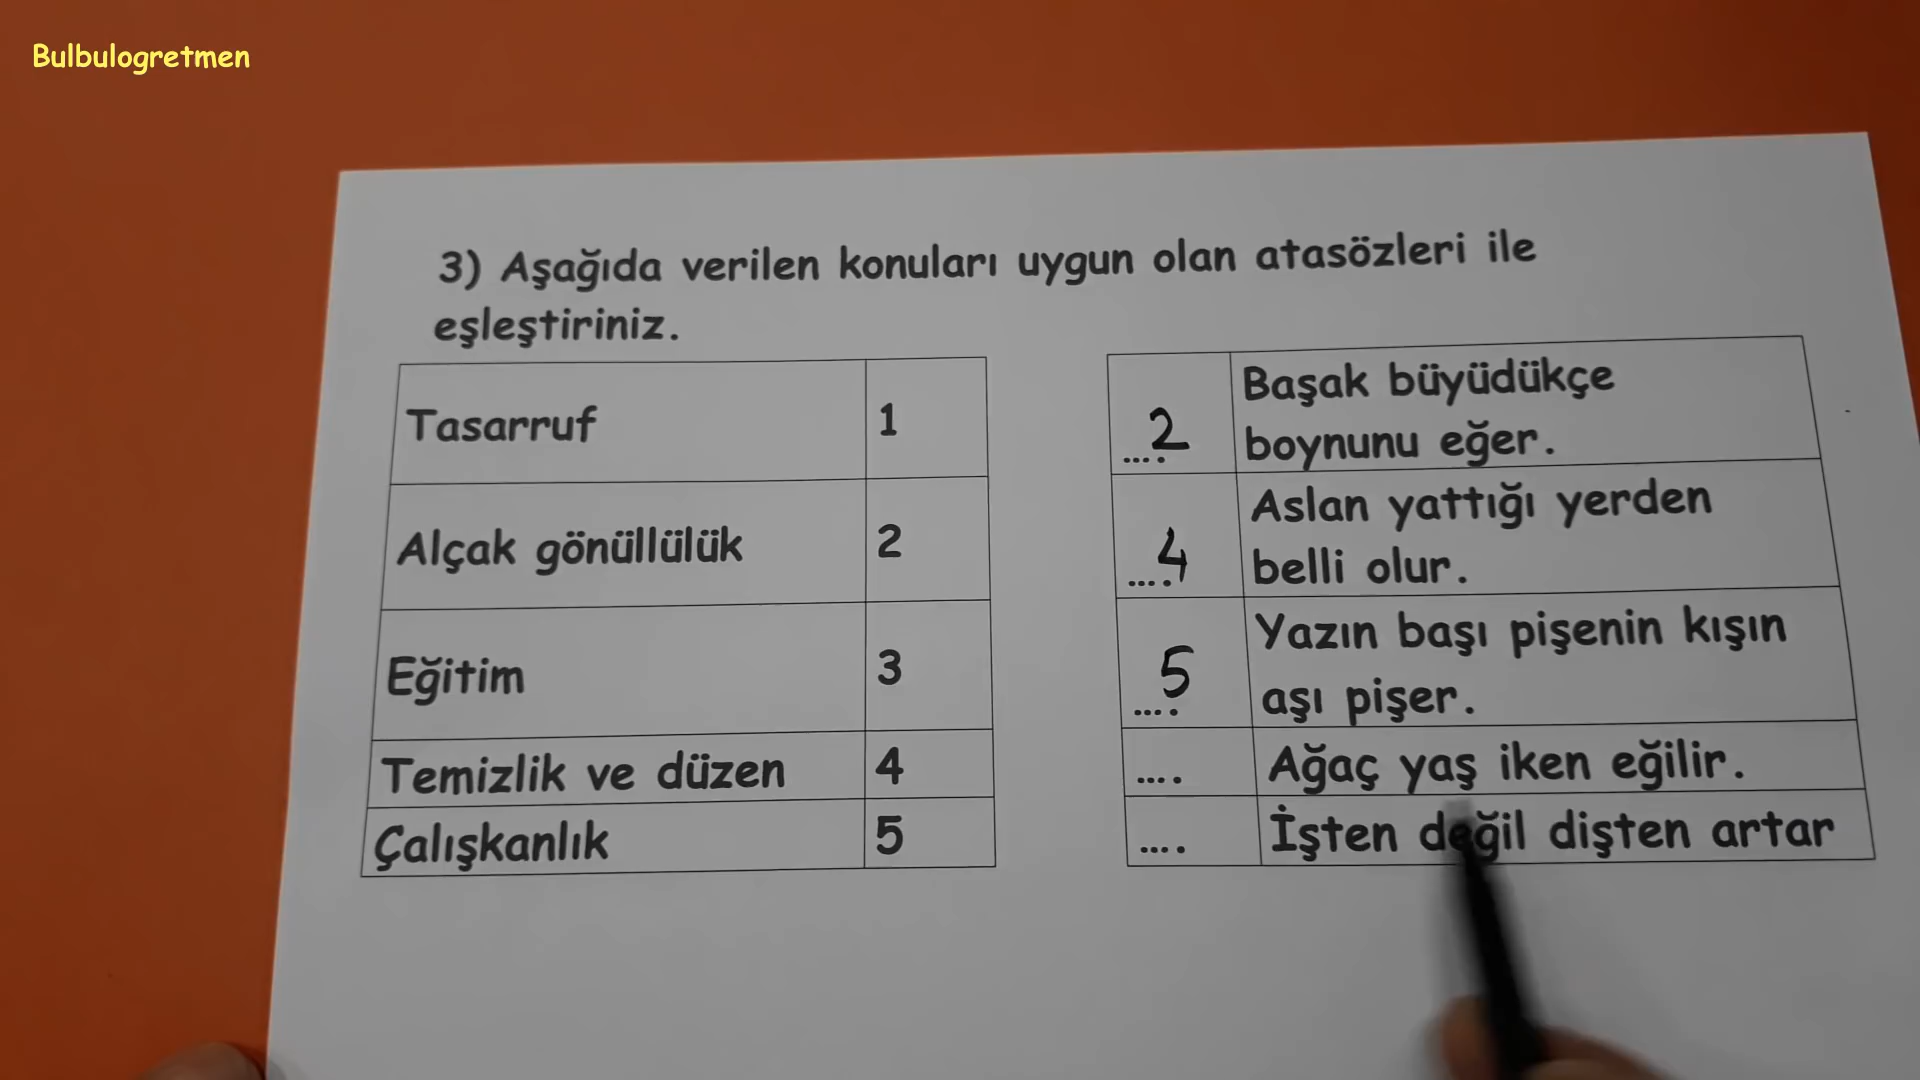 Bulbulogretmen
3) Aşağıda verilen konuları uygun olan atasözleri ile
eşleştiriniz.
Tasarruf 1
Alçak gönüllülük 2
Eğitim 3
Temizlik ve düzen 4
Çalışkanlık 5
.... 2 Başak büyüdükçe
boynunu eğer.
.... 4 Aslan yattığı yerden
belli olur.
.... 5 Yazın başı pişenin kışın
aşı pişer.
.... Ağaç yaş iken eğilir.
.... İşten değil dişten artar